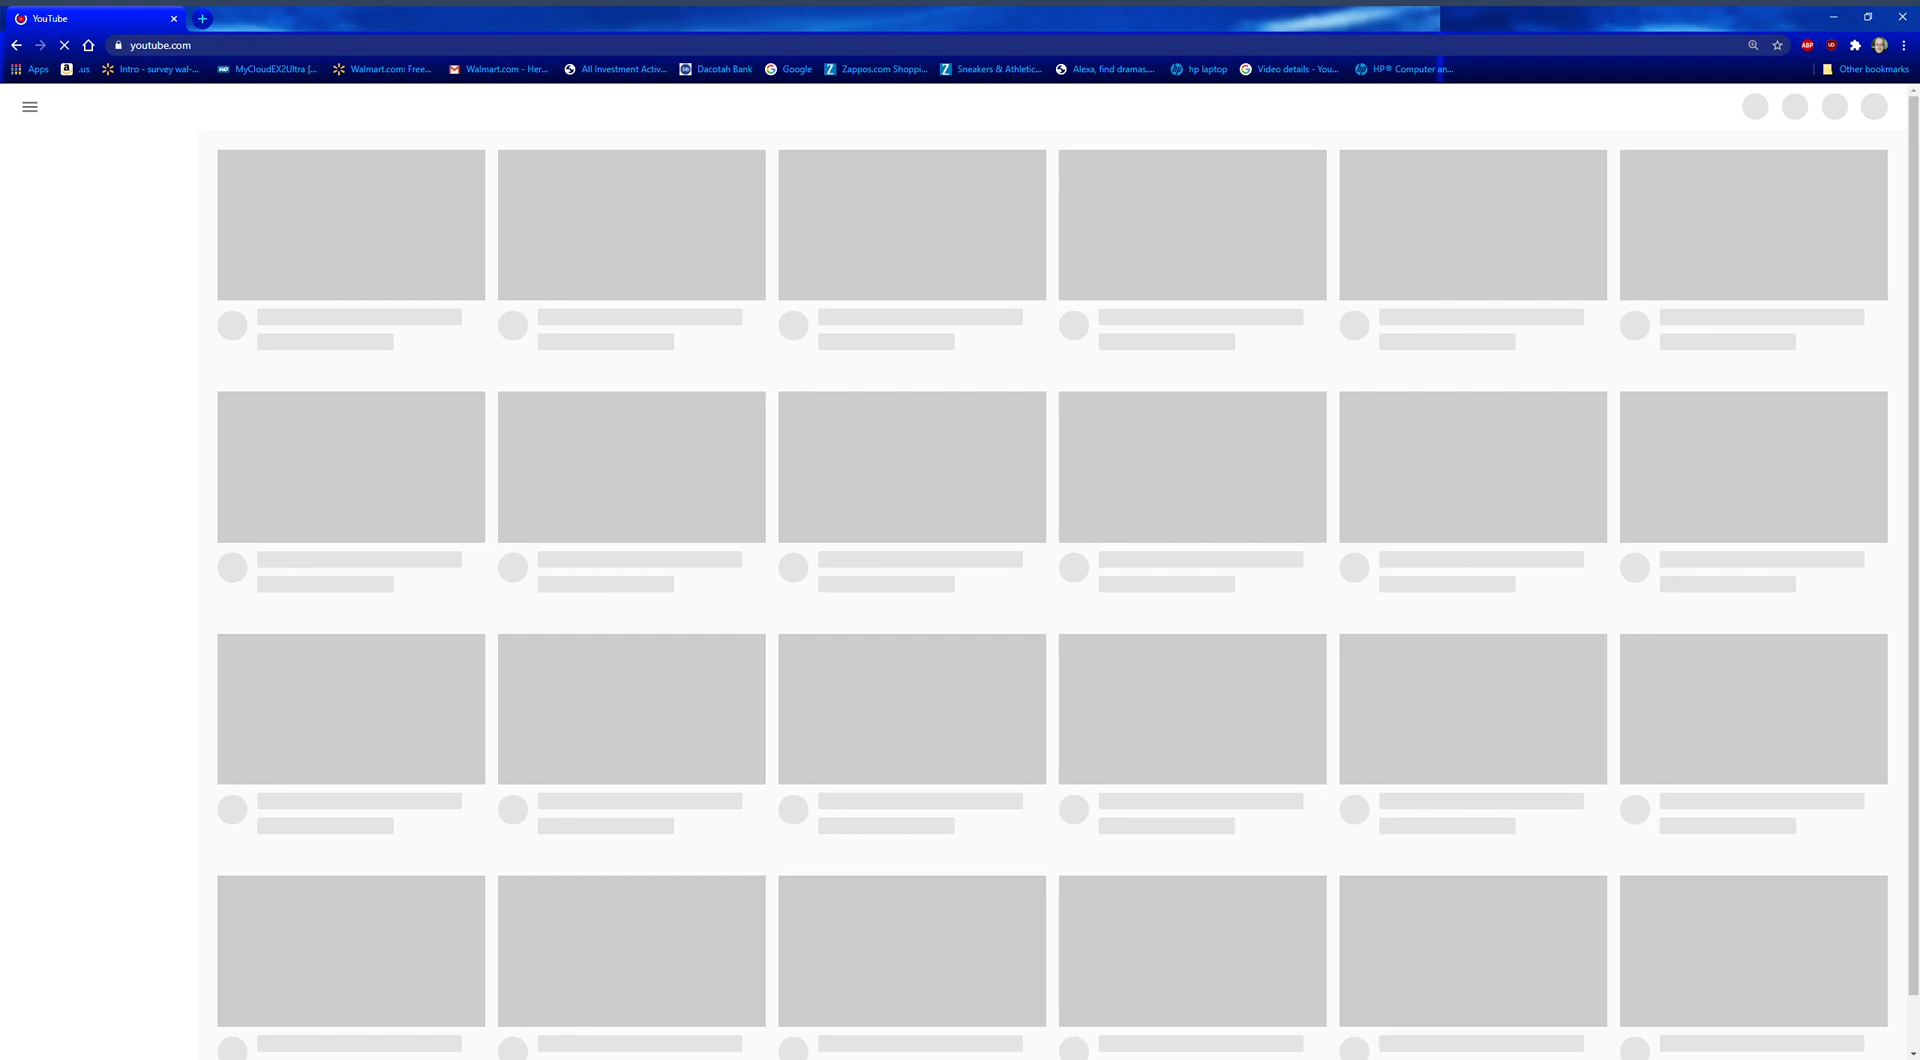 YouTube
youtube.com
ABP
UO
Apps
.us
Intro - survey wal-...
MyCloudEX2Ultra [...
Walmart.com: Free...
Walmart.com - Her...
All Investment Activ...
Dacotah Bank
Google
Zappos.com Shoppi...
Sneakers & Athletic...
Alexa, find dramas....
hp laptop
Video details - You...
HP® Computer an...
Other bookmarks